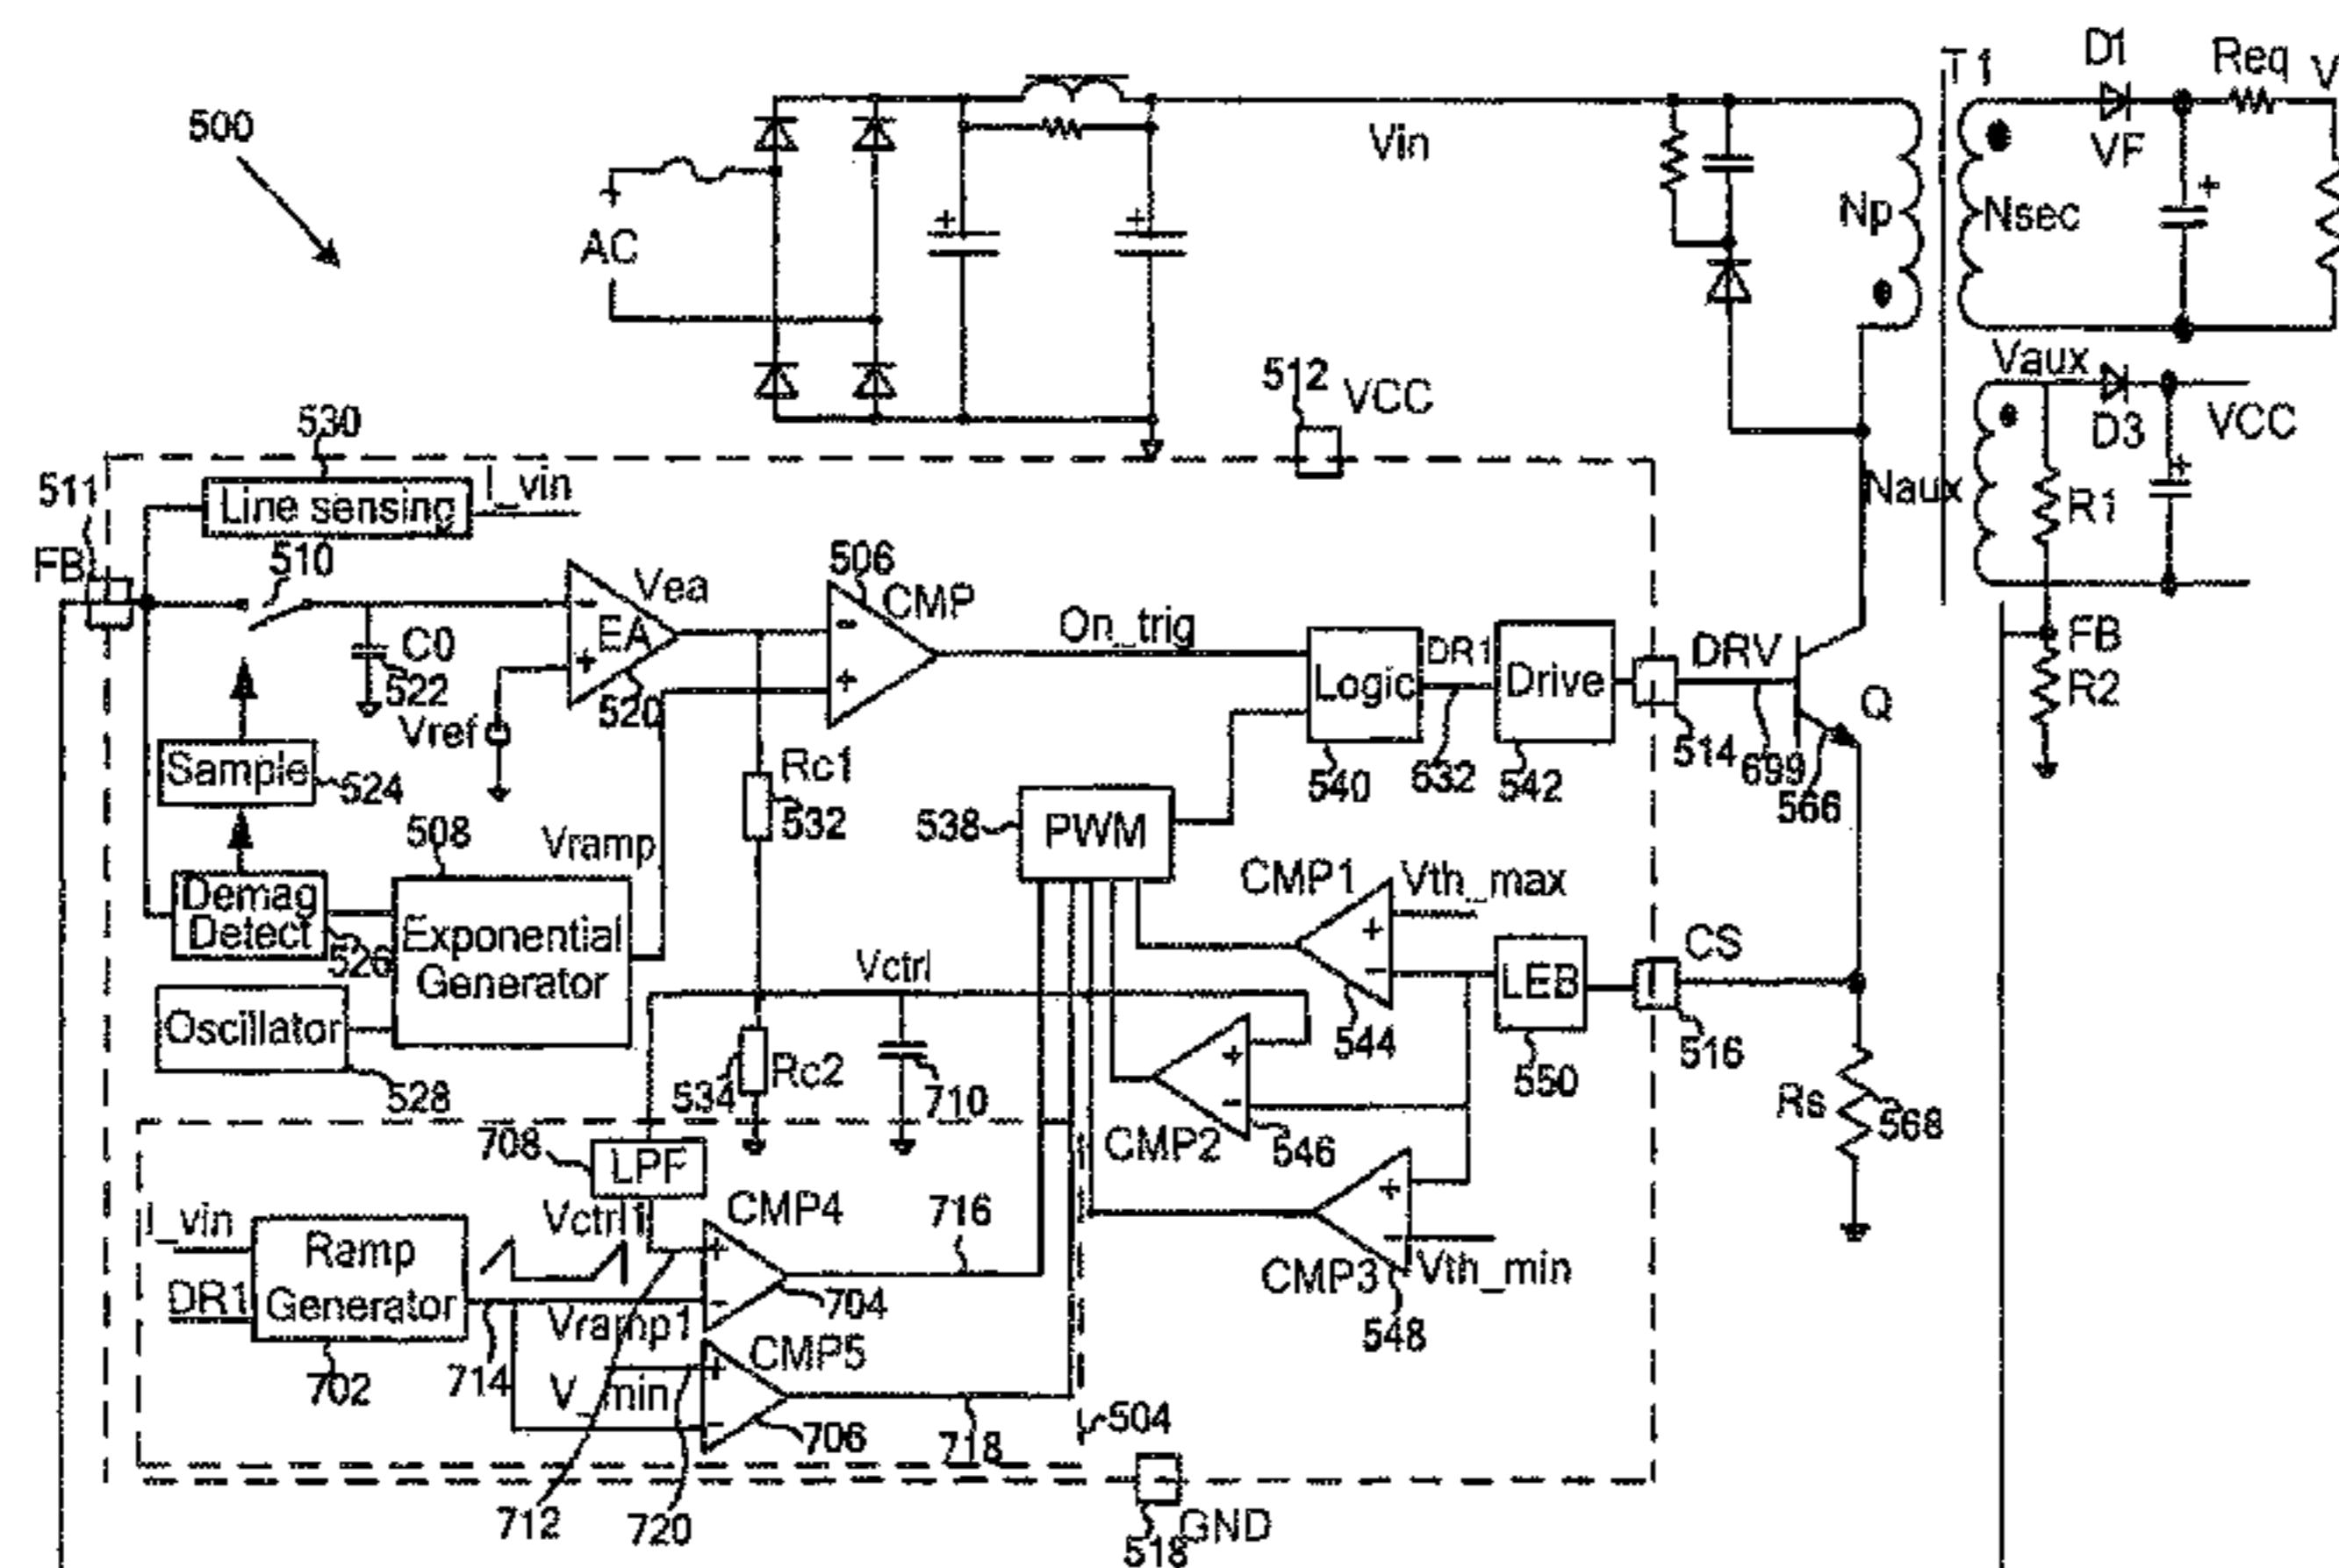 500
AC
Vin
Np
T1
Nsec
D1
VF
Req
V
Vaux
D3
VCC
Naux
R1
FB
R2
512
VCC
530
511
Line sensing
I_vin
FB
510
C0
522
Vea
EA
520
Vref
506
CMP
On_trig
Logic
540
DR1
632
Drive
542
514
DRV
699
Q
566
Sample
524
508
Vramp
Rc1
532
538
PWM
Demag
Detect
526
Exponential
Generator
Oscillator
528
Vctrl
CMP1
Vth_max
544
LEB
550
CS
516
Rs
568
534
Rc2
710
CMP2
546
708
LPF
Vctrl1
CMP4
716
CMP3
Vth_min
548
I_vin
DR1
Ramp
Generator
702
714
Vramp1
704
CMP5
V_min
706
718
504
712
720
518
GND